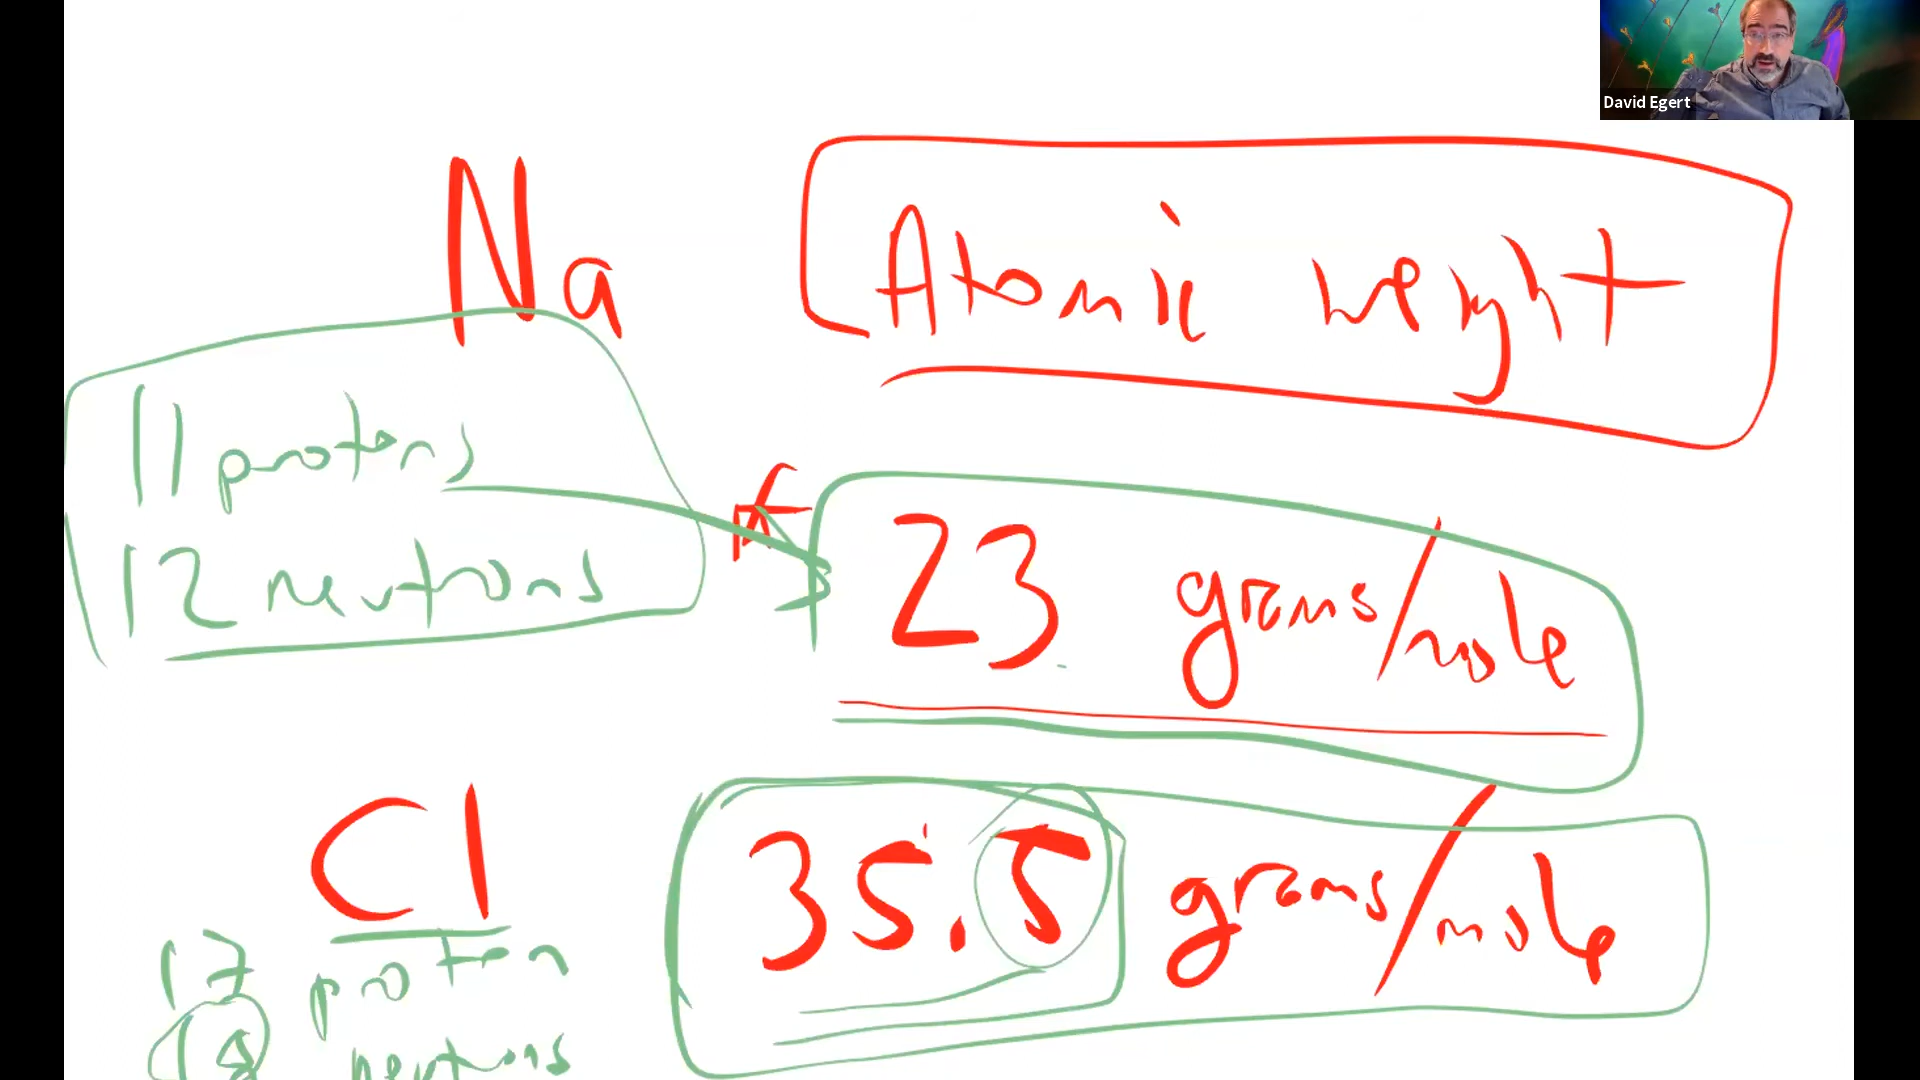 David Egert
Na
Atomic weight
11 protons
12 neutrons
23 grams/mole
Cl
35.5 grams/mole
17 proton
18 neutrons